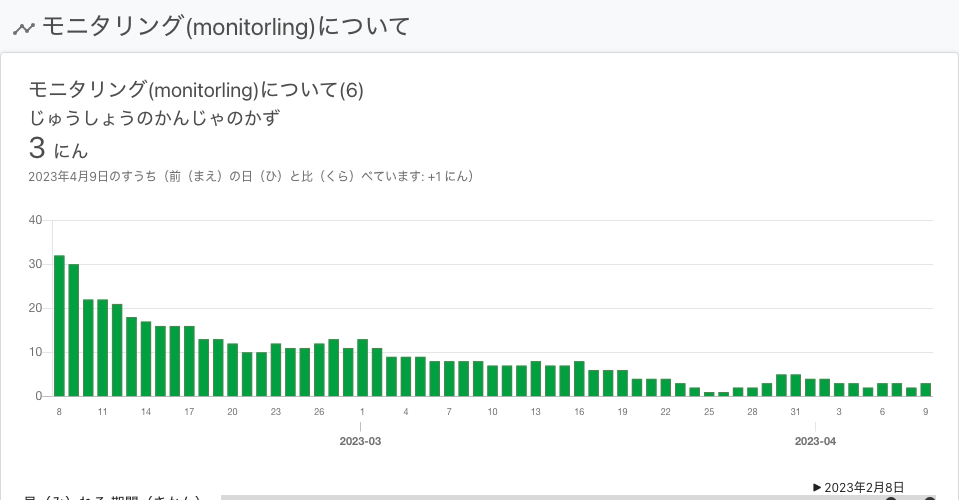 モニタリング(monitorling)について
モニタリング(monitorling)について(6)
じゅうしょうのかんじゃのかず
3 にん
2023年4月9日のすうち（前（まえ）の日（ひ）と比（くら）べています: +1 にん）
40
30
20
10
0
8 11 14 17 20 23 26 1 4 7 10 13 16 19 22 25 28 31 3 6 9
2023-03 2023-04
2023年2月8日